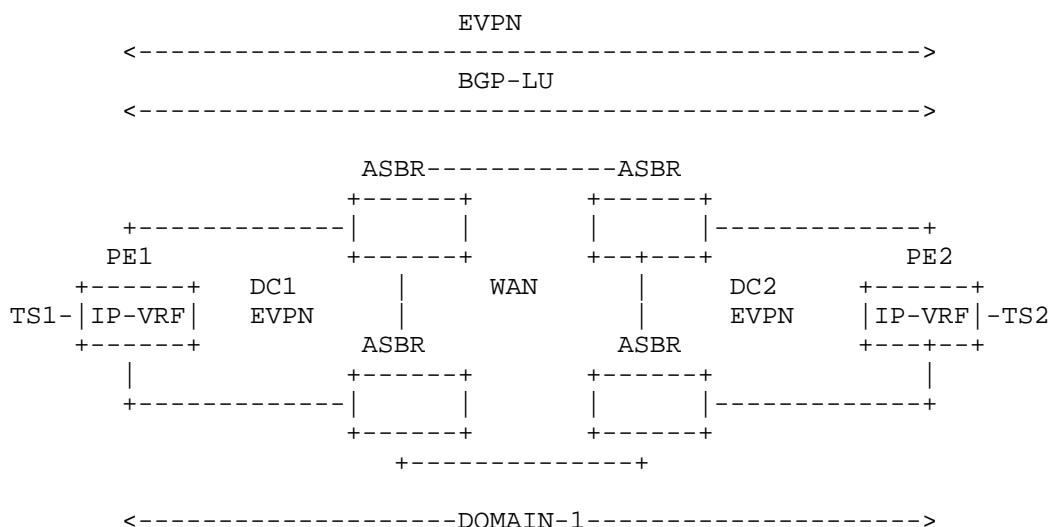 EVPN
<-------------------------------------------------->
BGP-LU
<-------------------------------------------------->
ASBR------------ASBR
PE1 PE2
DC1 WAN DC2
TS1-|IP-VRF| EVPN EVPN |IP-VRF|-TS2
ASBR ASBR
<--------------------DOMAIN-1--------------------->